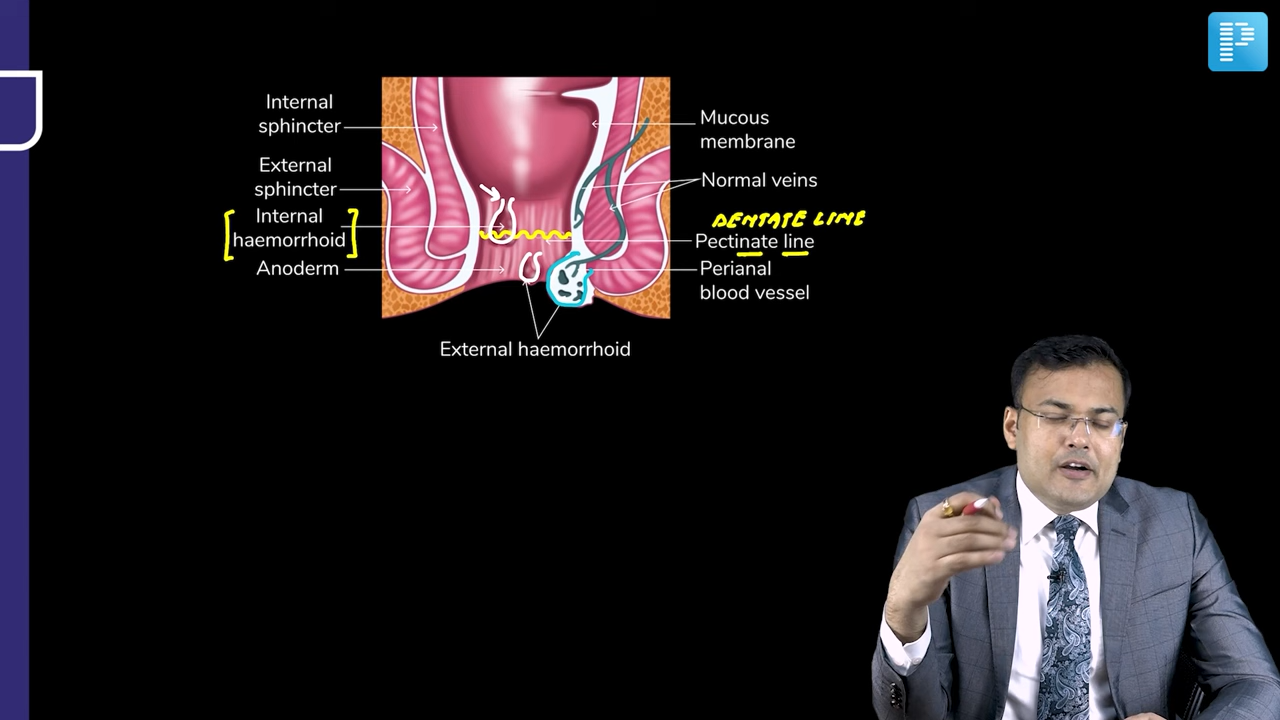 Internal
sphincter
External
sphincter
Internal
haemorrhoid
Anoderm
Mucous
membrane
Normal veins
DENTATE LINE
Pectinate line
Perianal
blood vessel
External haemorrhoid
P